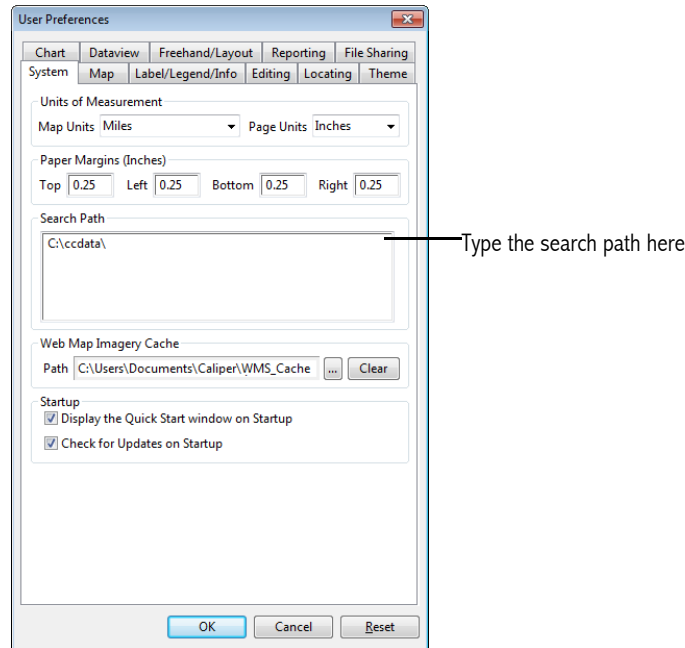 User Preferences
Chart Dataview Freehand/Layout Reporting File Sharing
System Map Label/Legend/Info Editing Locating Theme
Units of Measurement
Map Units Miles Page Units Inches
Paper Margins (Inches)
Top 0.25 Left 0.25 Bottom 0.25 Right 0.25
Search Path
C:\ccdata\
Type the search path here
Web Map Imagery Cache
Path C:\Users\Documents\Caliper\WMS_Cache ... Clear
Startup
Display the Quick Start window on Startup
Check for Updates on Startup
OK Cancel Reset